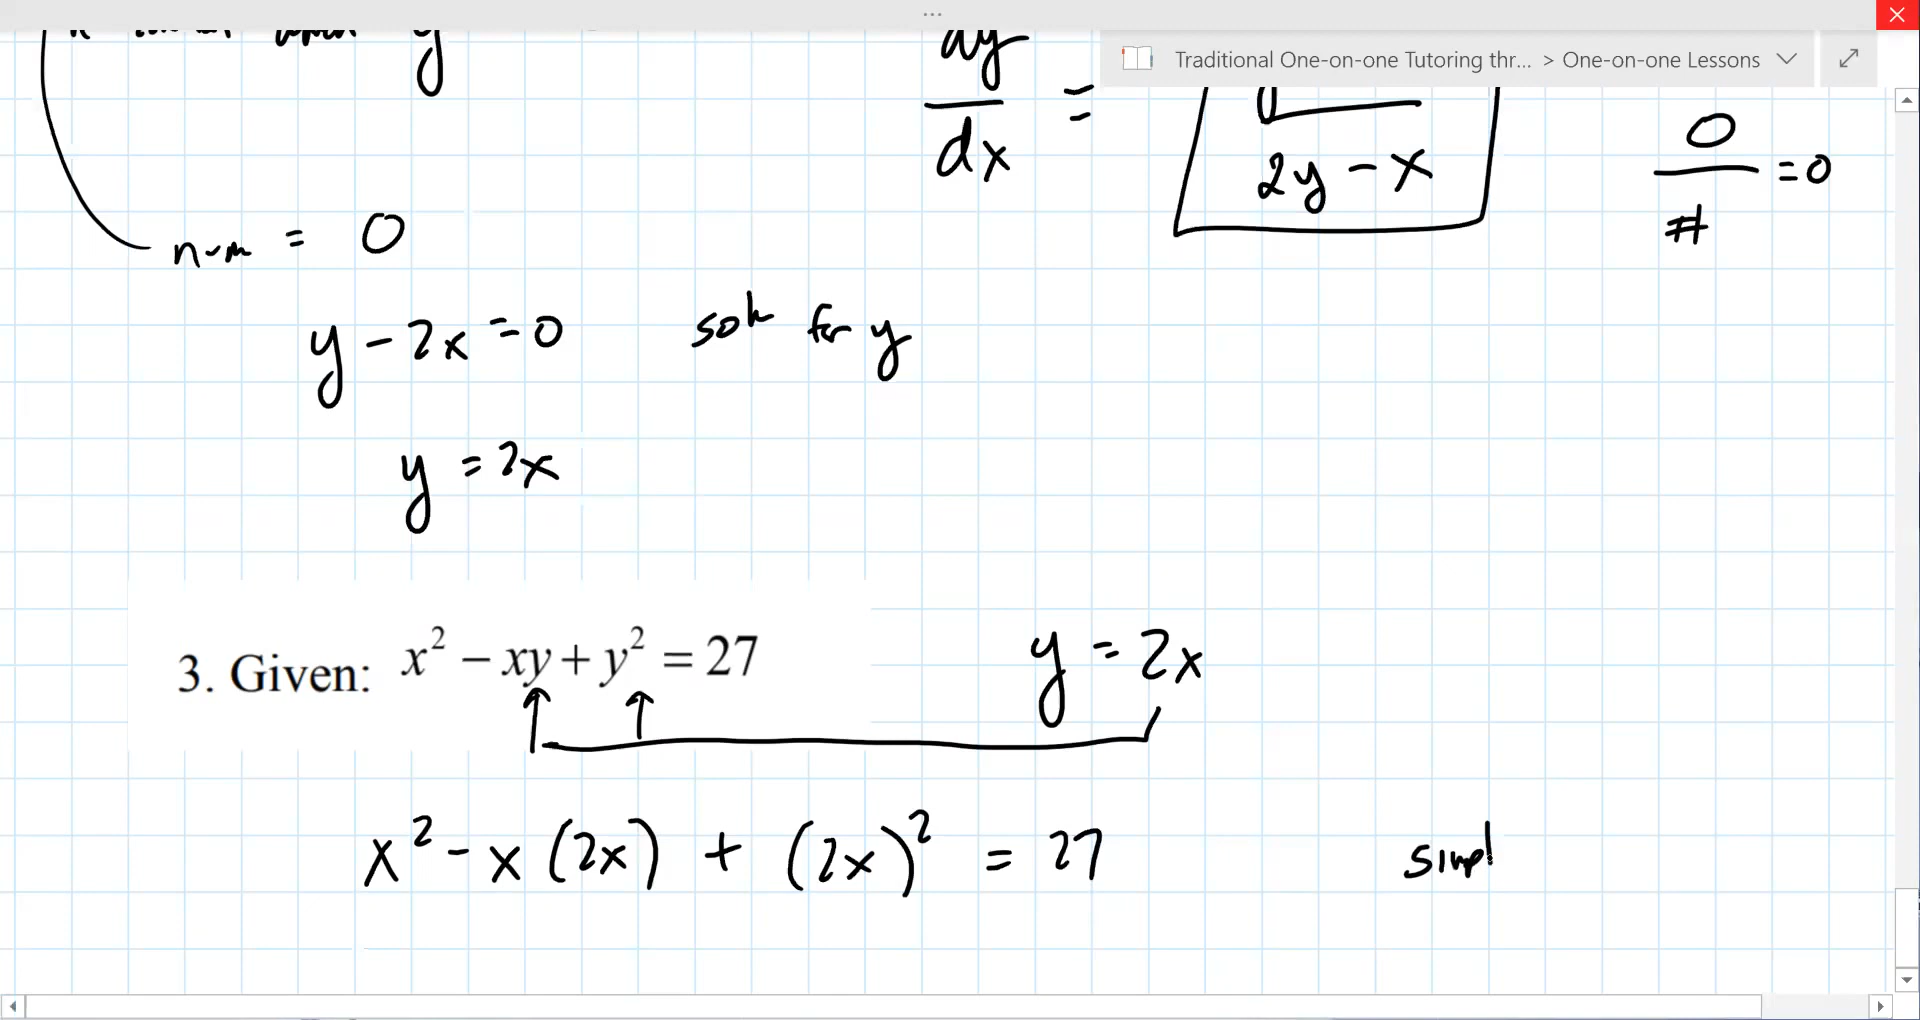 ...
Traditional One-on-one Tutoring thr... > One-on-one Lessons
y
dy/dx =
2y - x
0/# = 0
num = 0
y - 2x = 0 solve for y
y = 2x
3. Given: x² - xy + y² = 27
y = 2x
x² - x(2x) + (2x)² = 27
simpl